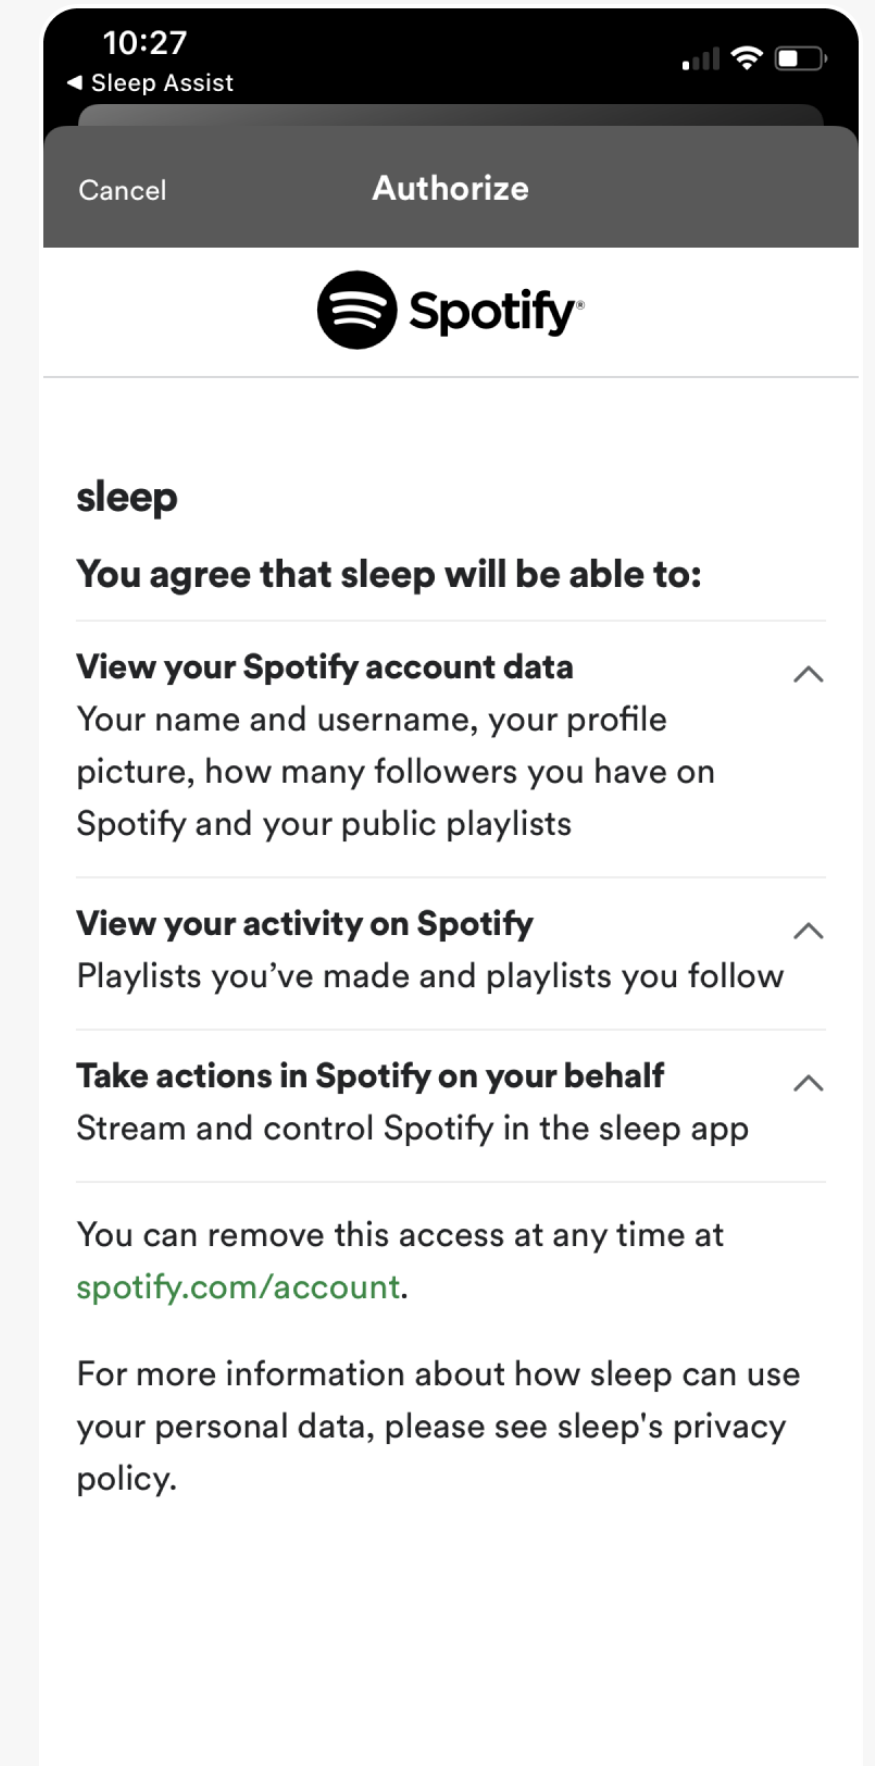 10:27
◀ Sleep Assist
Cancel
Authorize
Spotify®
sleep
You agree that sleep will be able to:
View your Spotify account data
Your name and username, your profile
picture, how many followers you have on
Spotify and your public playlists
View your activity on Spotify
Playlists you’ve made and playlists you follow
Take actions in Spotify on your behalf
Stream and control Spotify in the sleep app
You can remove this access at any time at
spotify.com/account.
For more information about how sleep can use
your personal data, please see sleep's privacy
policy.